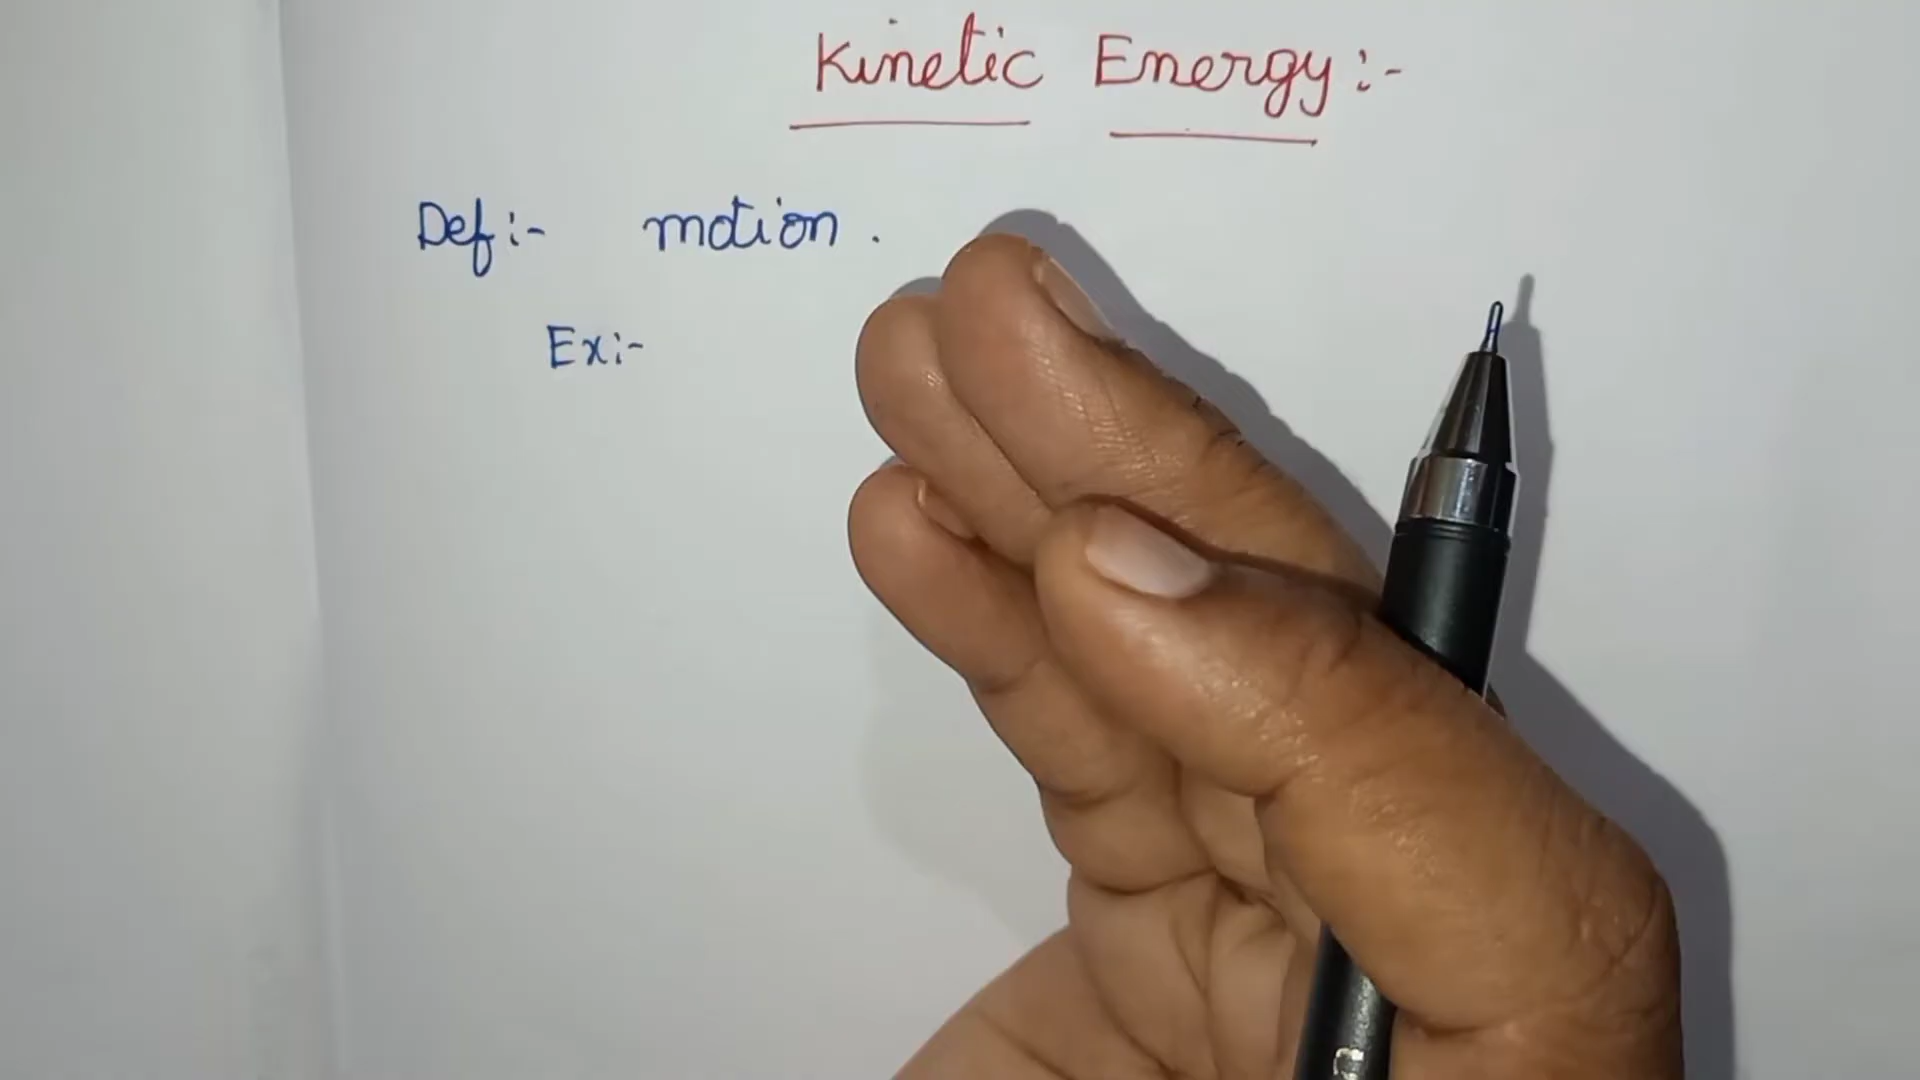 Kinetic Energy:-
Def:- motion.
Ex:-